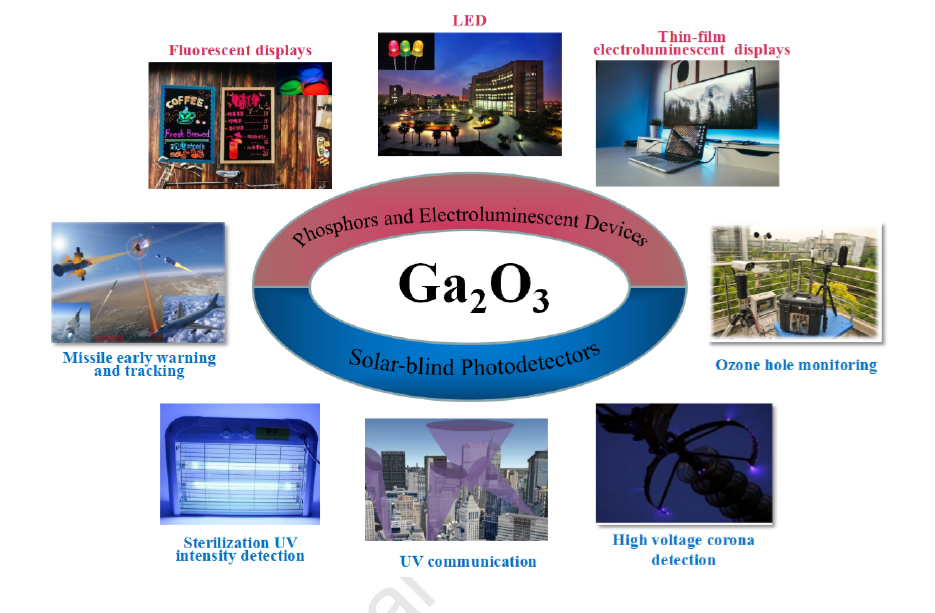 LED
Fluorescent displays
Thin-film
electroluminescent displays
COFFEE
Fresh Brewed
Phosphors and Electroluminescent Devices
Ga₂O₃
Solar-blind Photodetectors
Missile early warning
and tracking
Ozone hole monitoring
Sterilization UV
intensity detection
UV communication
High voltage corona
detection